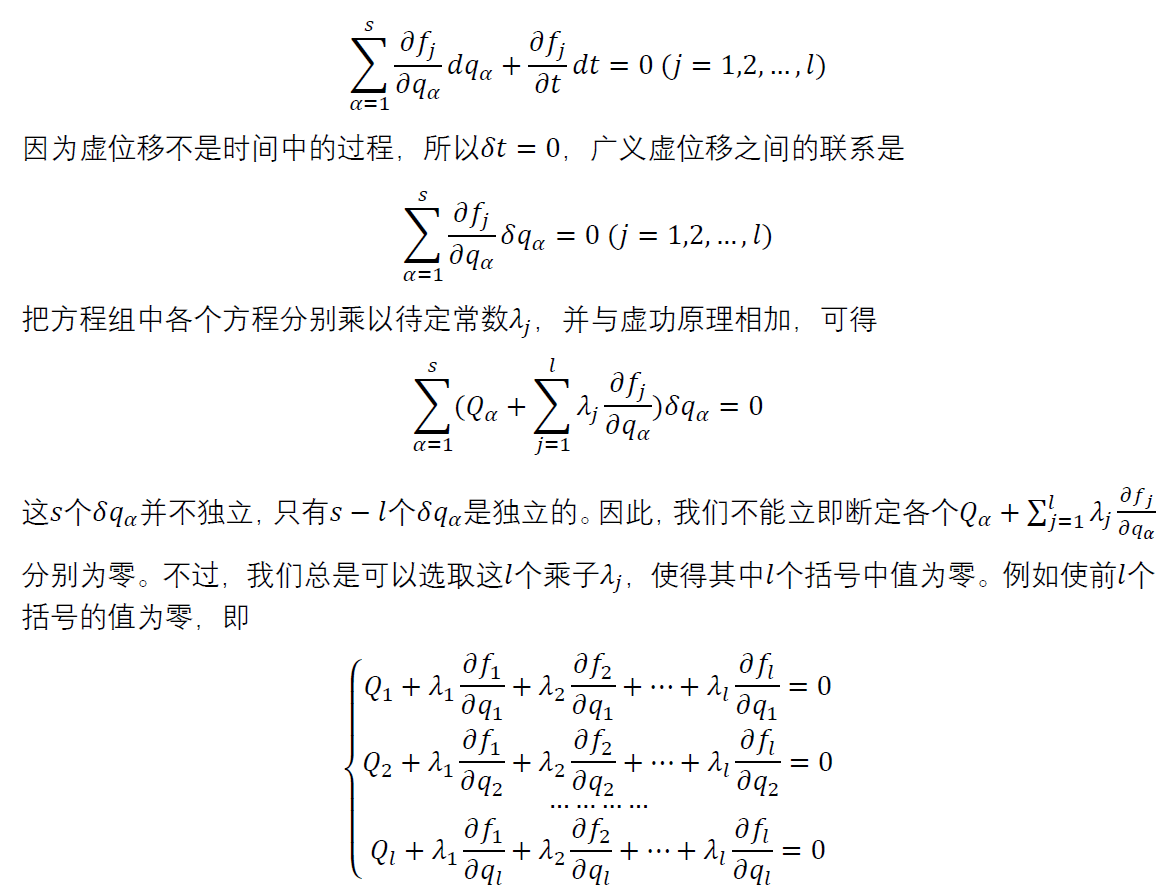 $$\sum_{\alpha=1}^{s}\frac{\partial f_j}{\partial q_\alpha}dq_\alpha+\frac{\partial f_j}{\partial t}dt=0\ (j=1,2,\ldots,l)$$
因为虚位移不是时间中的过程，所以$\delta t=0$，广义虚位移之间的联系是
$$\sum_{\alpha=1}^{s}\frac{\partial f_j}{\partial q_\alpha}\delta q_\alpha=0\ (j=1,2,\ldots,l)$$
把方程组中各个方程分别乘以待定常数$\lambda_j$，并与虚功原理相加，可得
$$\sum_{\alpha=1}^{s}(Q_\alpha+\sum_{j=1}^{l}\lambda_j\frac{\partial f_j}{\partial q_\alpha})\delta q_\alpha=0$$
这$s$个$\delta q_\alpha$并不独立，只有$s-l$个$\delta q_\alpha$是独立的。因此，我们不能立即断定各个$Q_\alpha+\sum_{j=1}^{l}\lambda_j\frac{\partial f_j}{\partial q_\alpha}$
分别为零。不过，我们总是可以选取这$l$个乘子$\lambda_j$，使得其中$l$个括号中值为零。例如使前$l$个
括号的值为零，即
$$Q_1+\lambda_1\frac{\partial f_1}{\partial q_1}+\lambda_2\frac{\partial f_2}{\partial q_1}+\cdots+\lambda_l\frac{\partial f_l}{\partial q_1}=0$$
$$Q_2+\lambda_1\frac{\partial f_1}{\partial q_2}+\lambda_2\frac{\partial f_2}{\partial q_2}+\cdots+\lambda_l\frac{\partial f_l}{\partial q_2}=0$$
… … … …
$$Q_l+\lambda_1\frac{\partial f_1}{\partial q_l}+\lambda_2\frac{\partial f_2}{\partial q_l}+\cdots+\lambda_l\frac{\partial f_l}{\partial q_l}=0$$